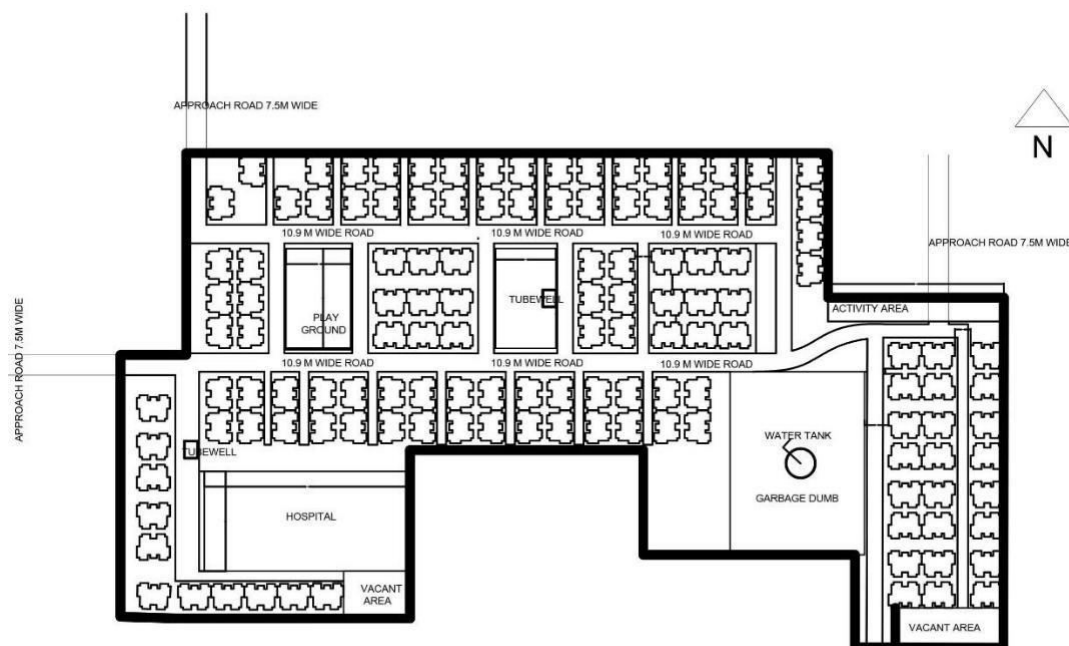 APPROACH ROAD 7.5M WIDE
N
10.9 M WIDE ROAD
10.9 M WIDE ROAD
10.9 M WIDE ROAD
APPROACH ROAD 7.5M WIDE
TUBEWELL
ACTIVITY AREA
PLAY
GROUND
APPROACH ROAD 7.5M WIDE
10.9 M WIDE ROAD
10.9 M WIDE ROAD
10.9 M WIDE ROAD
WATER TANK
TUBEWELL
GARBAGE DUMB
HOSPITAL
VACANT
AREA
VACANT AREA